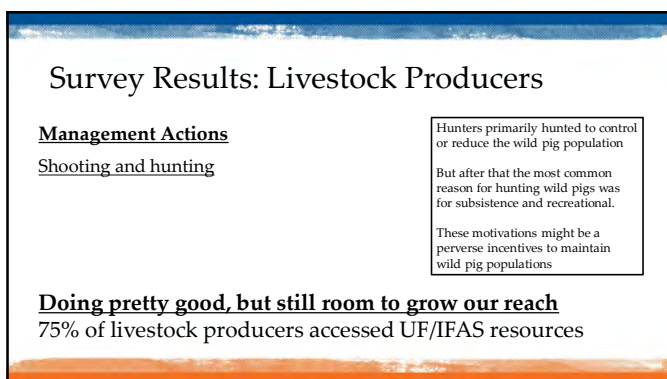 Survey Results: Livestock Producers
Management Actions
Shooting and hunting
Hunters primarily hunted to control
or reduce the wild pig population
But after that the most common
reason for hunting wild pigs was
for subsistence and recreational.
These motivations might be a
perverse incentives to maintain
wild pig populations
Doing pretty good, but still room to grow our reach
75% of livestock producers accessed UF/IFAS resources